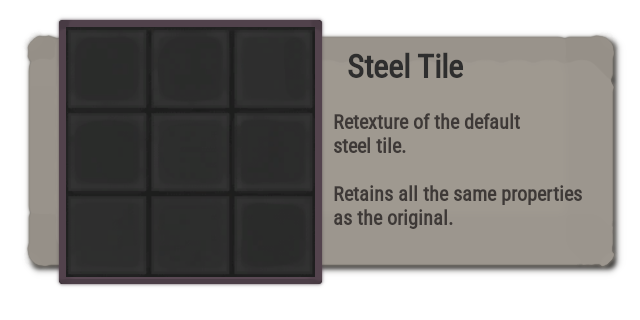 Steel Tile
Retexture of the default
steel tile.
Retains all the same properties
as the original.